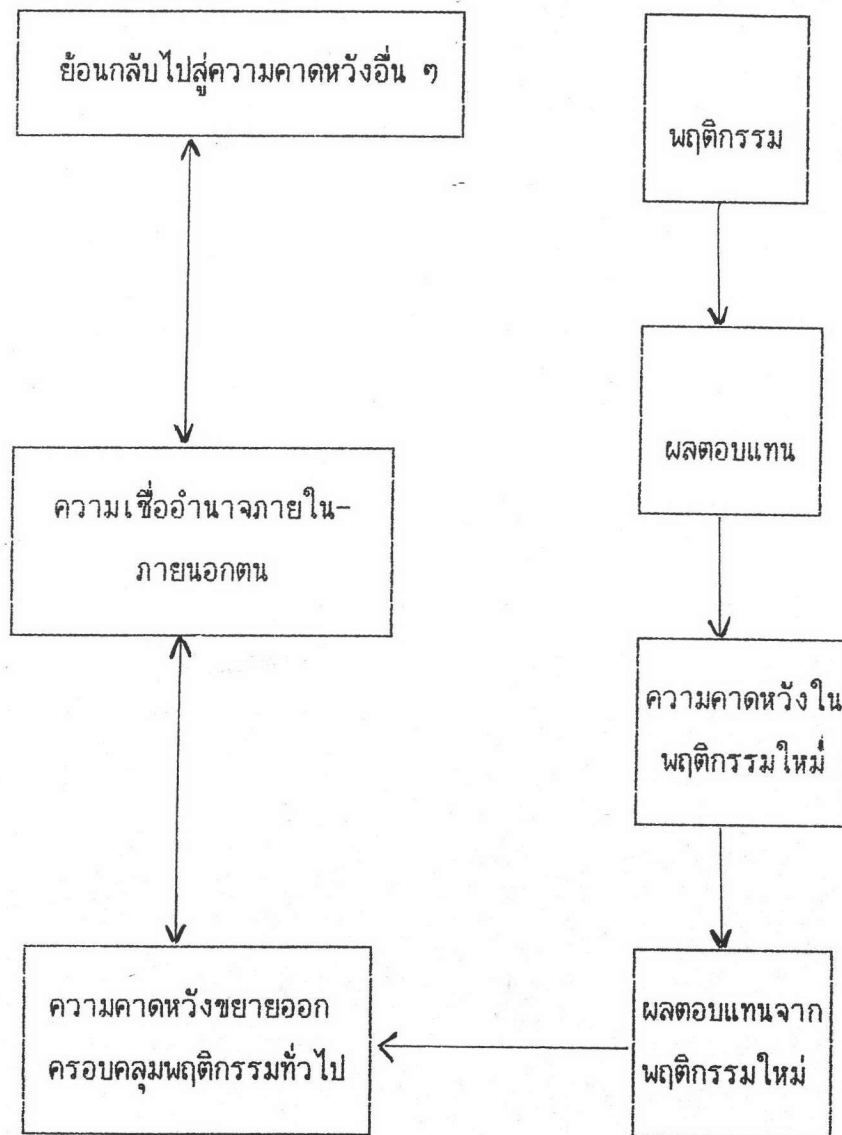 ย้อนกลับไปสู่ความคาดหวังอื่น ๆ
พฤติกรรม
ผลตอบแทน
ความเชื่ออำนาจภายใน-
ภายนอกตน
ความคาดหวังใน
พฤติกรรมใหม่
ความคาดหวังขยายออก
ครอบคลุมพฤติกรรมทั่วไป
ผลตอบแทนจาก
พฤติกรรมใหม่